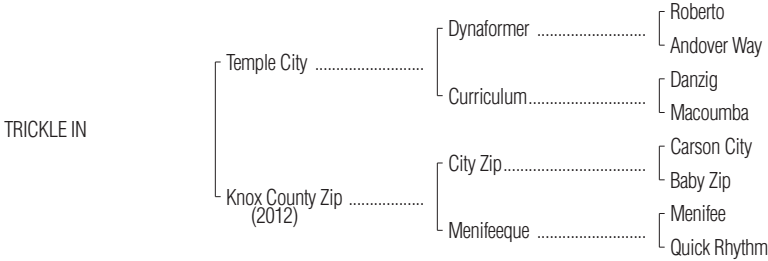 TRICKLE IN
Temple City ..........................
Knox County Zip ..................
(2012)
Dynaformer ..........................
Curriculum............................
City Zip..................................
Menifeeque ..........................
Roberto
Andover Way
Danzig
Macoumba
Carson City
Baby Zip
Menifee
Quick Rhythm